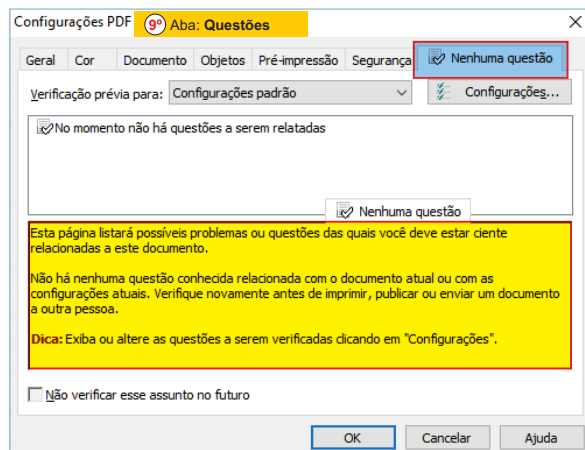 Configurações PDF
9º Aba: Questões
Geral Cor Documento Objetos Pré-impressão Segurança Nenhuma questão
Verificação prévia para: Configurações padrão Configurações...
No momento não há questões a serem relatadas
Nenhuma questão
Esta página listará possíveis problemas ou questões das quais você deve estar ciente
relacionadas a este documento.
Não há nenhuma questão conhecida relacionada com o documento atual ou com as
configurações atuais. Verifique novamente antes de imprimir, publicar ou enviar um documento
a outra pessoa.
Dica: Exiba ou altere as questões a serem verificadas clicando em "Configurações".
Não verificar esse assunto no futuro
OK Cancelar Ajuda